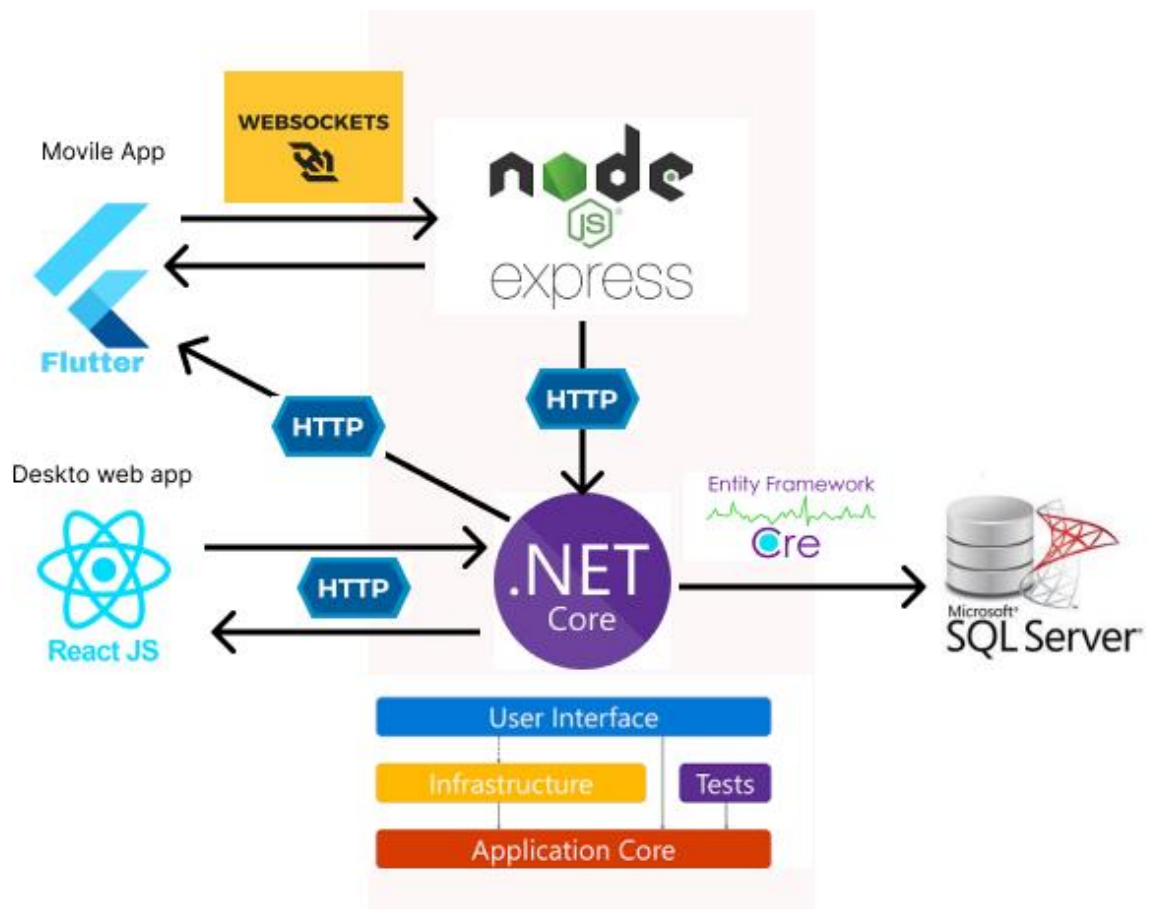 WEBSOCKETS
Movile App
node
JS
express
Flutter
HTTP
HTTP
Deskto web app
Entity Framework
Core
HTTP
.NET
Core
React JS
Microsoft
SQL Server
User Interface
Infrastructure
Tests
Application Core